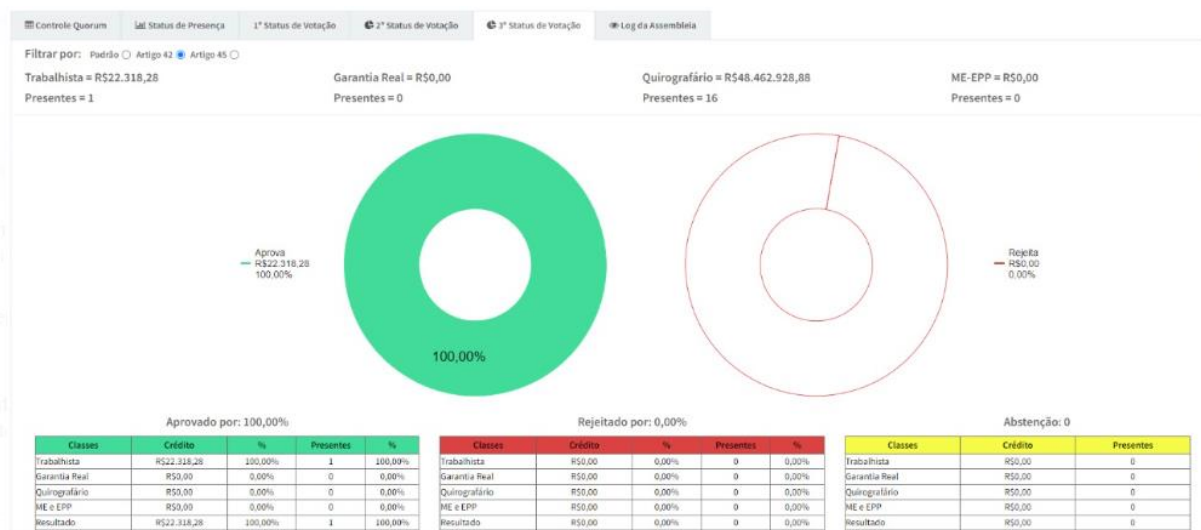 Controle Quorum Status de Presença 1º Status de Votação 2º Status de Votação 3º Status de Votação Log da Assembleia
Filtrar por: Padrão Artigo 42 Artigo 45
Trabalhista = R$22.318,28 Garantia Real = R$0,00 Quirografário = R$48.462.928,88 ME-EPP = R$0,00
Presentes = 1 Presentes = 0 Presentes = 16 Presentes = 0
Aprova
R$22.318,28
100,00%
100,00%
Rejeita
R$0,00
0,00%
Aprovado por: 100,00%
Classes Crédito % Presentes %
Trabalhista R$22.318,28 100,00% 1 100,00%
Garantia Real R$0,00 0,00% 0 0,00%
Quirografário R$0,00 0,00% 0 0,00%
ME e EPP R$0,00 0,00% 0 0,00%
Resultado R$22.318,28 100,00% 1 100,00%
Rejeitado por: 0,00%
Classes Crédito % Presentes %
Trabalhista R$0,00 0,00% 0 0,00%
Garantia Real R$0,00 0,00% 0 0,00%
Quirografário R$0,00 0,00% 0 0,00%
ME e EPP R$0,00 0,00% 0 0,00%
Resultado R$0,00 0,00% 0 0,00%
Abstenção: 0
Classes Crédito Presentes
Trabalhista R$0,00 0
Garantia Real R$0,00 0
Quirografário R$0,00 0
ME e EPP R$0,00 0
Resultado R$0,00 0